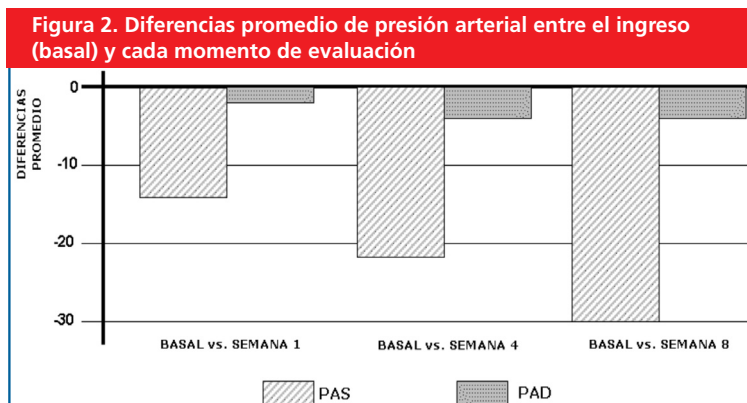 Figura 2. Diferencias promedio de presión arterial entre el ingreso
(basal) y cada momento de evaluación
DIFERENCIAS
PROMEDIO
0
-10
-20
-30
BASAL vs. SEMANA 1
BASAL vs. SEMANA 4
BASAL vs. SEMANA 8
PAS
PAD